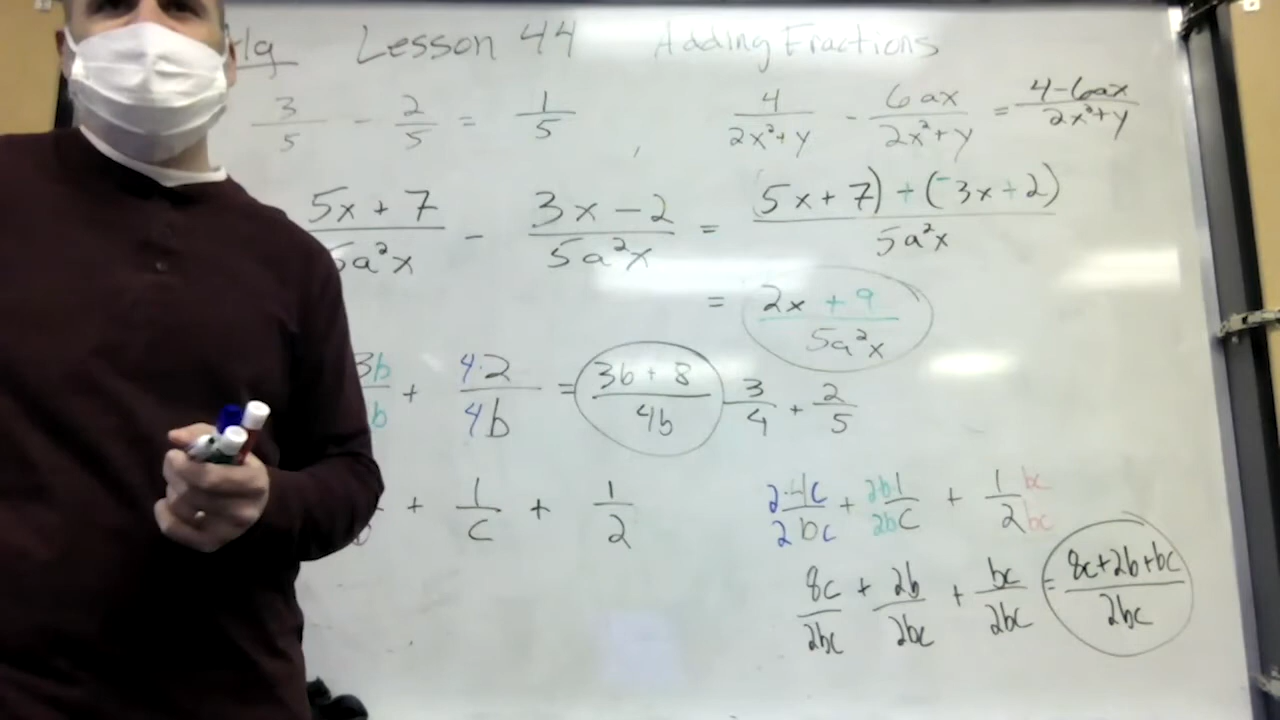 lg Lesson 44 Adding Fractions
3/5 - 2/5 = 1/5 , 4/(2x²+y) - 6ax/(2x²+y) = (4-6ax)/(2x²+y)
(5x+7)/(5a²x) - (3x-2)/(5a²x) = (5x+7)+(-3x+2)/(5a²x)
= (2x+9)/(5a²x)
3b/b + 4·2/4b = (3b+8)/4b 3/4 + 2/5
+ 1/c + 1/2 2·4c/2bc + 2b1/2bc + 1bc/2bc
8c/2bc + 2b/2bc + bc/2bc = (8c+2b+bc)/2bc